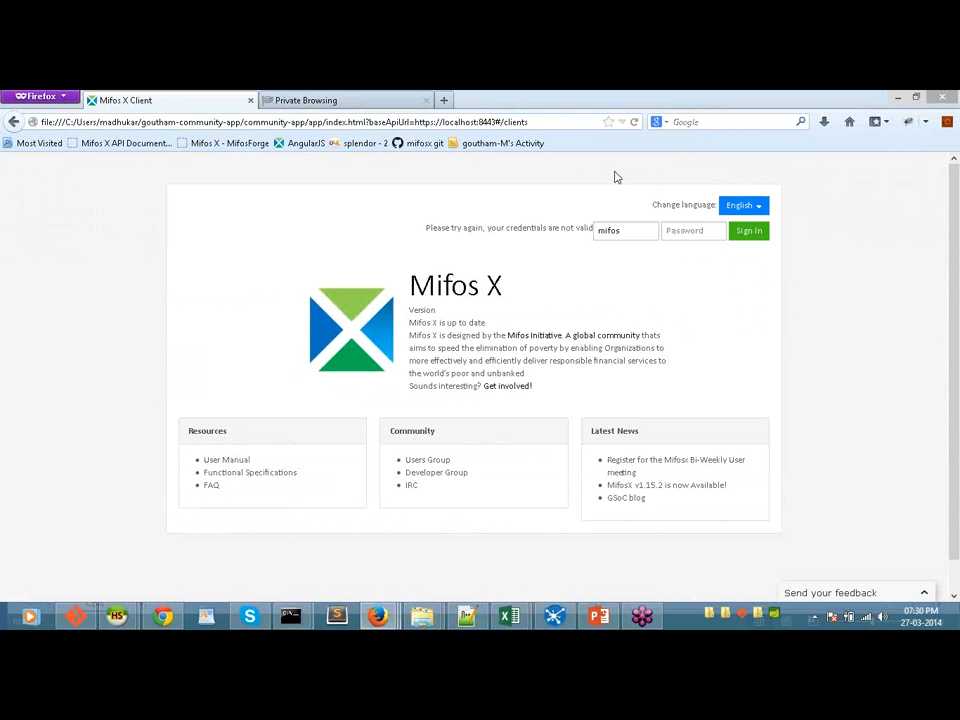 Firefox
Mifos X Client
Private Browsing
file:///C:/Users/madhukar/goutham-community-app/community-app/app/index.html?baseApiUrl=https://localhost:8443#/clients
Google
Most Visited
Mifos X API Document...
Mifos X - MifosForge
AngularJS
splendor - 2
mifosx git
goutham-M's Activity
Change language:
English
Please try again, your credentials are not valid
mifos
Password
Sign In
Mifos X
Version
Mifos X is up to date
Mifos X is designed by the Mifos Initiative. A global community thats
aims to speed the elimination of poverty by enabling Organizations to
more effectively and efficiently deliver responsible financial services to
the world's poor and unbanked
Sounds interesting? Get involved!
Resources
User Manual
Functional Specifications
FAQ
Community
Users Group
Developer Group
IRC
Latest News
Register for the Mifosx Bi-Weekly User
meeting
MifosX v1.15.2 is now Available!
GSoC blog
Send your feedback
HS
07:30 PM
27-03-2014